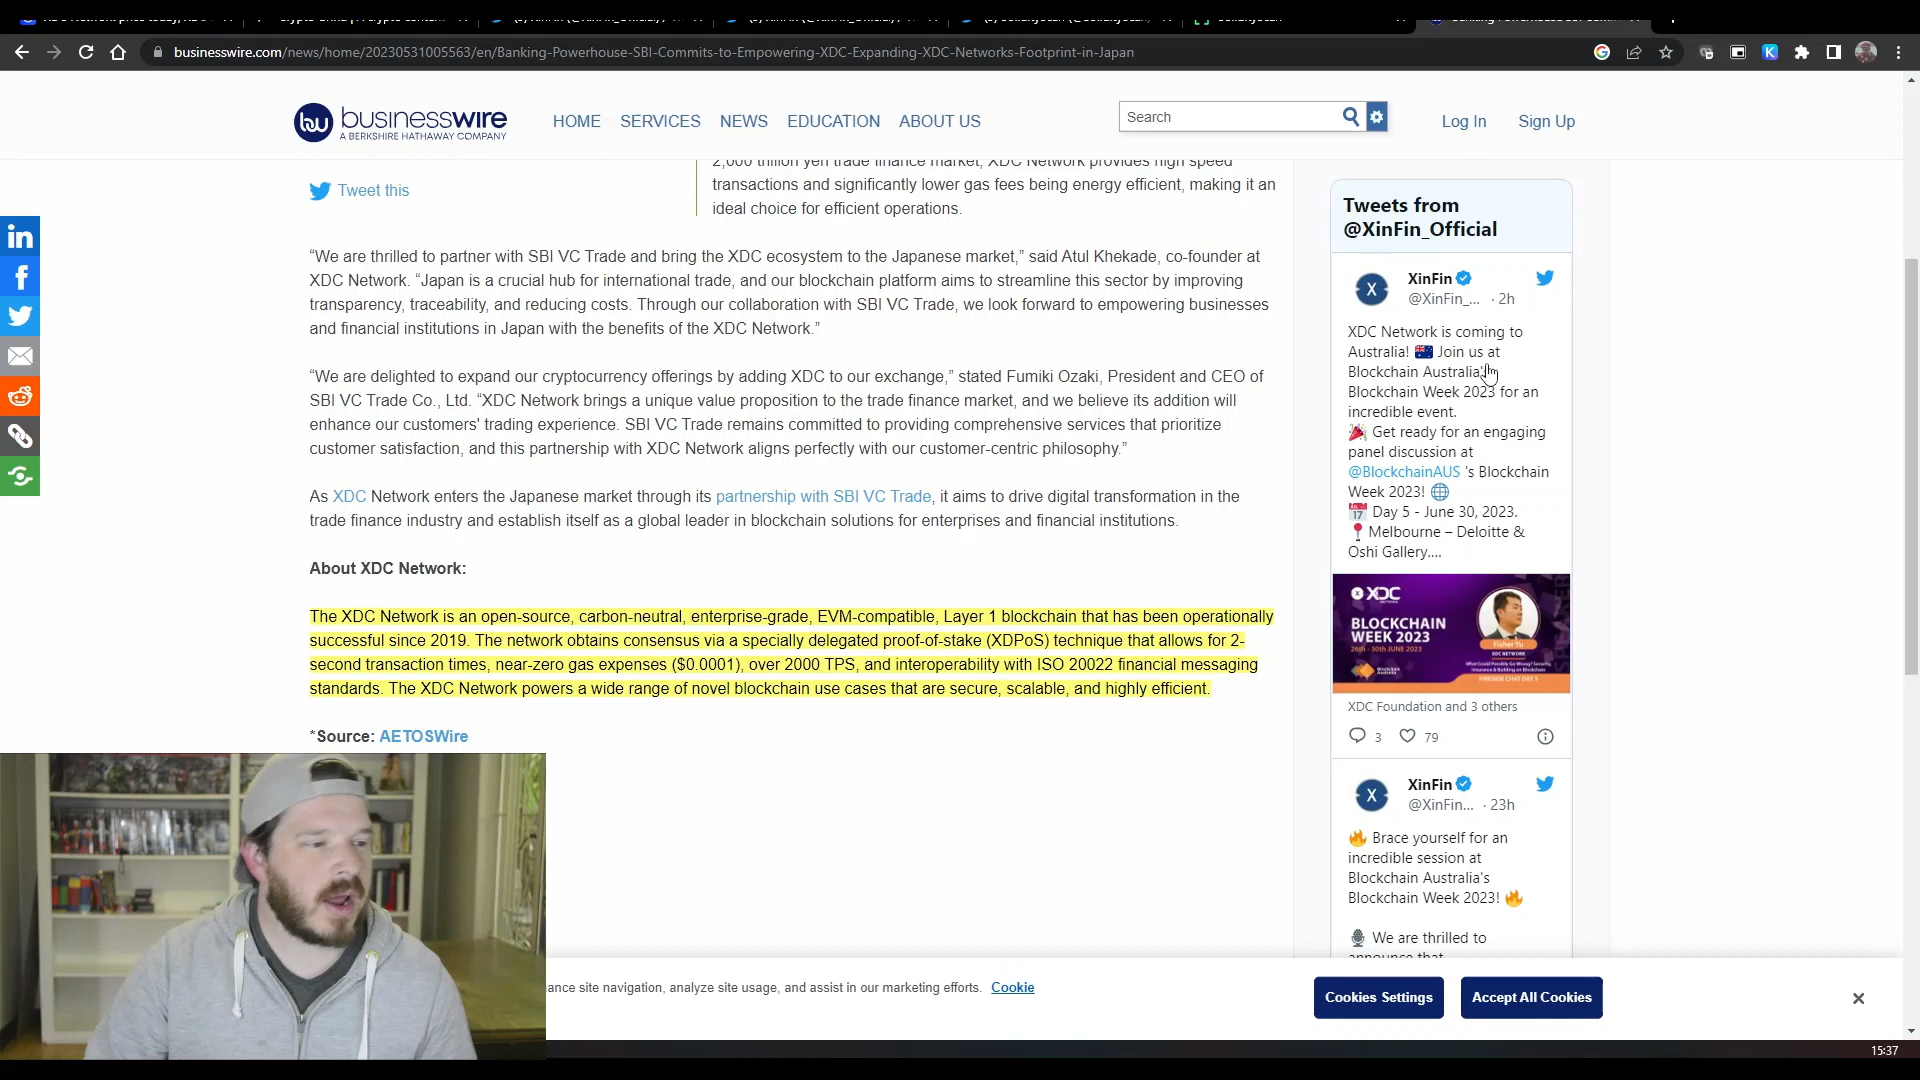 businesswire.com/news/home/20230531005563/en/Banking-Powerhouse-SBI-Commits-to-Empowering-XDC-Expanding-XDC-Networks-Footprint-in-Japan
businesswire
A BERKSHIRE HATHAWAY COMPANY
HOME SERVICES NEWS EDUCATION ABOUT US
Search
Log In Sign Up
Tweet this
2,000 trillion yen trade finance market, XDC Network provides high speed
transactions and significantly lower gas fees being energy efficient, making it an
ideal choice for efficient operations.
“We are thrilled to partner with SBI VC Trade and bring the XDC ecosystem to the Japanese market,” said Atul Khekade, co-founder at
XDC Network. “Japan is a crucial hub for international trade, and our blockchain platform aims to streamline this sector by improving
transparency, traceability, and reducing costs. Through our collaboration with SBI VC Trade, we look forward to empowering businesses
and financial institutions in Japan with the benefits of the XDC Network.”
“We are delighted to expand our cryptocurrency offerings by adding XDC to our exchange,” stated Fumiki Ozaki, President and CEO of
SBI VC Trade Co., Ltd. “XDC Network brings a unique value proposition to the trade finance market, and we believe its addition will
enhance our customers' trading experience. SBI VC Trade remains committed to providing comprehensive services that prioritize
customer satisfaction, and this partnership with XDC Network aligns perfectly with our customer-centric philosophy.”
As XDC Network enters the Japanese market through its partnership with SBI VC Trade, it aims to drive digital transformation in the
trade finance industry and establish itself as a global leader in blockchain solutions for enterprises and financial institutions.
About XDC Network:
The XDC Network is an open-source, carbon-neutral, enterprise-grade, EVM-compatible, Layer 1 blockchain that has been operationally
successful since 2019. The network obtains consensus via a specially delegated proof-of-stake (XDPoS) technique that allows for 2-
second transaction times, near-zero gas expenses ($0.0001), over 2000 TPS, and interoperability with ISO 20022 financial messaging
standards. The XDC Network powers a wide range of novel blockchain use cases that are secure, scalable, and highly efficient.
*Source: AETOSWire
Tweets from
@XinFin_Official
XinFin
@XinFin_... · 2h
XDC Network is coming to
Australia! 🇦🇺 Join us at
Blockchain Australia's
Blockchain Week 2023 for an
incredible event.
🎉 Get ready for an engaging
panel discussion at
@BlockchainAUS 's Blockchain
Week 2023! 🌐
📅 Day 5 - June 30, 2023.
📍Melbourne – Deloitte &
Oshi Gallery....
XDC
BLOCKCHAIN
WEEK 2023
26th - 30th JUNE 2023
Fisher Yu
XDC NETWORK
FIRESIDE CHAT DAY 5
XDC Foundation and 3 others
3 79
XinFin
@XinFin... · 23h
🔥 Brace yourself for an
incredible session at
Blockchain Australia's
Blockchain Week 2023! 🔥
🎙️ We are thrilled to
announce that
ance site navigation, analyze site usage, and assist in our marketing efforts. Cookie
Cookies Settings
Accept All Cookies
15:37